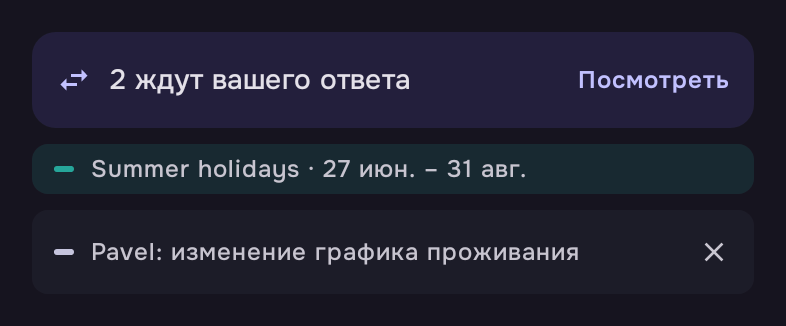 2 ждут вашего ответа Посмотреть
Summer holidays · 27 июн. – 31 авг.
Pavel: изменение графика проживания